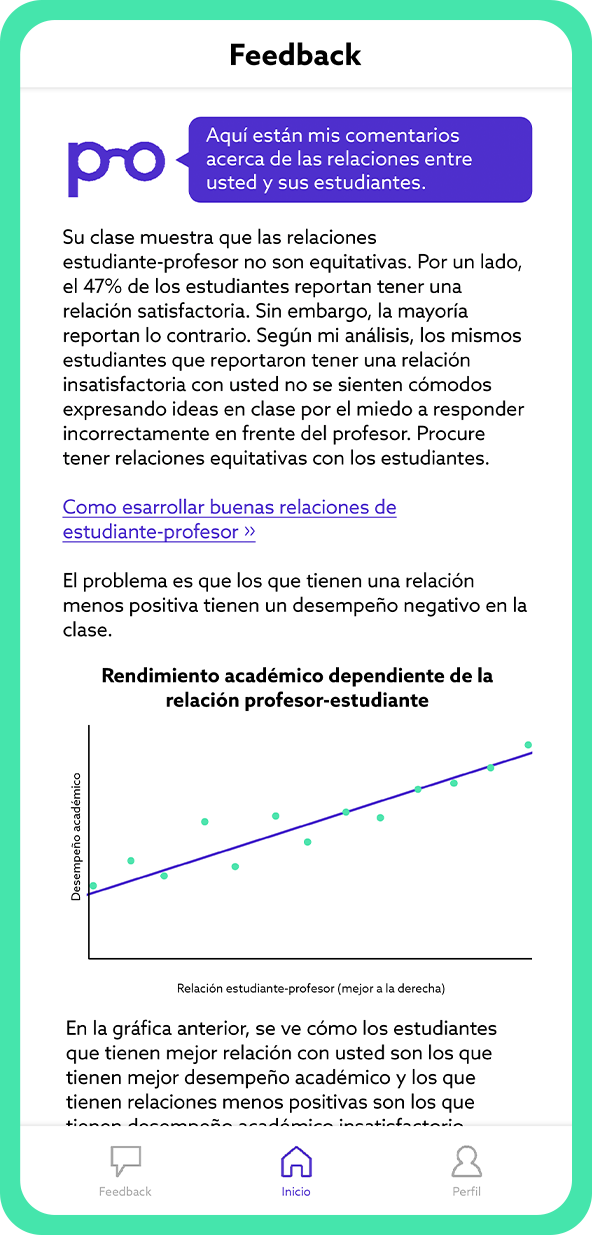 Feedback
po
Aquí están mis comentarios
acerca de las relaciones entre
usted y sus estudiantes.
Su clase muestra que las relaciones
estudiante-profesor no son equitativas. Por un lado,
el 47% de los estudiantes reportan tener una
relación satisfactoria. Sin embargo, la mayoría
reportan lo contrario. Según mi análisis, los mismos
estudiantes que reportaron tener una relación
insatisfactoria con usted no se sienten cómodos
expresando ideas en clase por el miedo a responder
incorrectamente en frente del profesor. Procure
tener relaciones equitativas con los estudiantes.
Como esarrollar buenas relaciones de
estudiante-profesor »
El problema es que los que tienen una relación
menos positiva tienen un desempeño negativo en la
clase.
Rendimiento académico dependiente de la
relación profesor-estudiante
Desempeño académico
Relación estudiante-profesor (mejor a la derecha)
En la gráfica anterior, se ve cómo los estudiantes
que tienen mejor relación con usted son los que
tienen mejor desempeño académico y los que
tienen relaciones menos positivas son los que
tienen desempeño académico insatisfactorio
Feedback
Inicio
Perfil